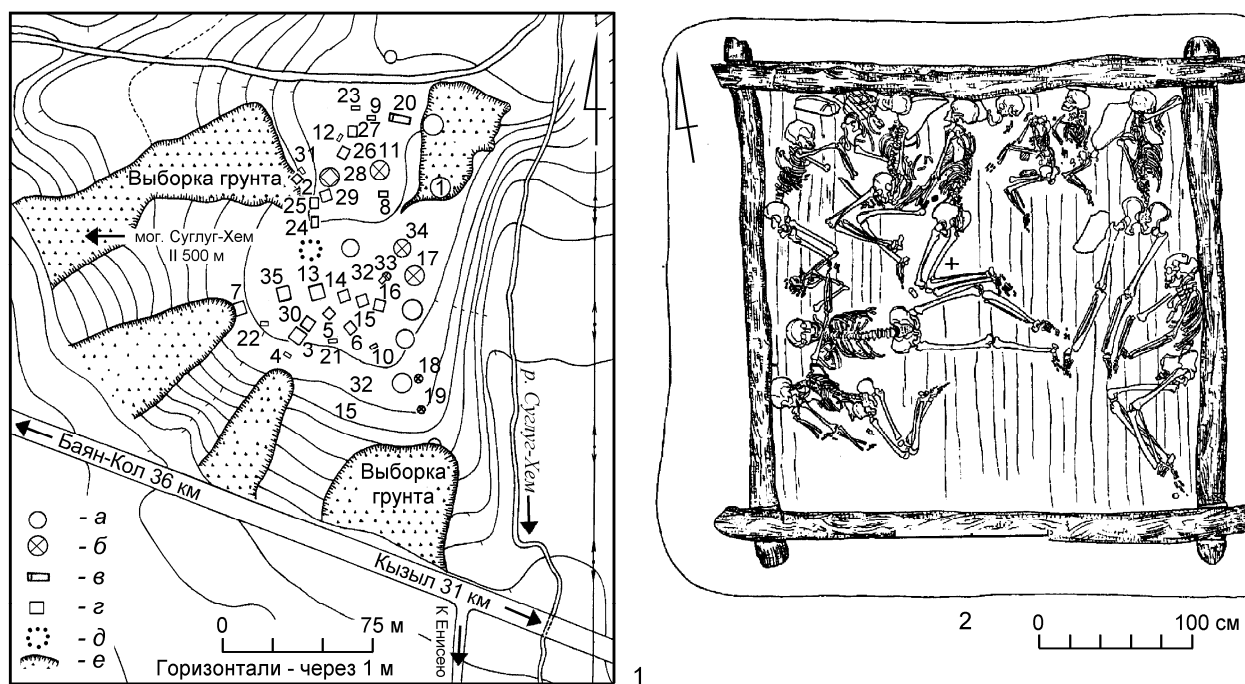 23
9
20
12
27
26
11
31
Выборка грунта
2
28
1
29
25
8
24
мог. Суглуг-Хем
II 500 м
34
17
32
33
35
13
14
16
7
30
15
22
3
5
6
21
10
4
32
18
19
15
р. Суглуг-Хем
Баян-Кол 36 км
Выборка
грунта
Кызыл 31 км
К Енисею
- а
- б
- в
- г
- д
- е
0 75 м
Горизонтали - через 1 м
1
2
0 100 см